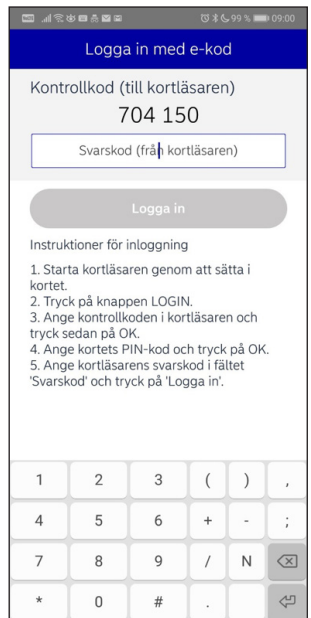 99 % 09:00
Logga in med e-kod
Kontrollkod (till kortläsaren)
704 150
Svarskod (från kortläsaren)
Logga in
Instruktioner för inloggning
1. Starta kortläsaren genom att sätta i
kortet.
2. Tryck på knappen LOGIN.
3. Ange kontrollkoden i kortläsaren och
tryck sedan på OK.
4. Ange kortets PIN-kod och tryck på OK.
5. Ange kortläsarens svarskod i fältet
'Svarskod' och tryck på 'Logga in'.
1 2 3 ( ) ,
4 5 6 + - ;
7 8 9 / N
* 0 # .